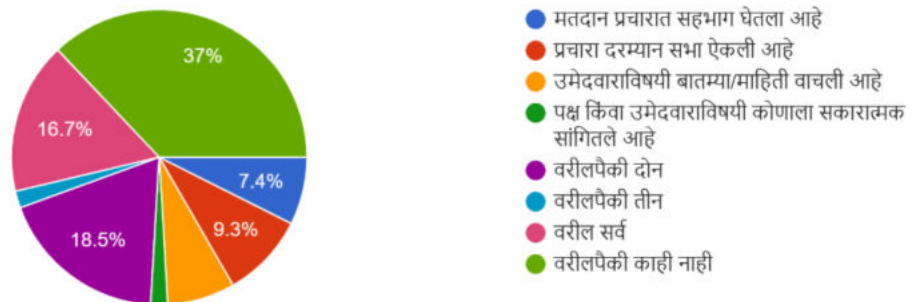 37%
16.7%
7.4%
9.3%
18.5%
मतदान प्रचारात सहभाग घेतला आहे
प्रचारा दरम्यान सभा ऐकली आहे
उमेदवाराविषयी बातम्या/माहिती वाचली आहे
पक्ष किंवा उमेदवाराविषयी कोणाला सकारात्मक
सांगितले आहे
वरीलपैकी दोन
वरीलपैकी तीन
वरील सर्व
वरीलपैकी काही नाही